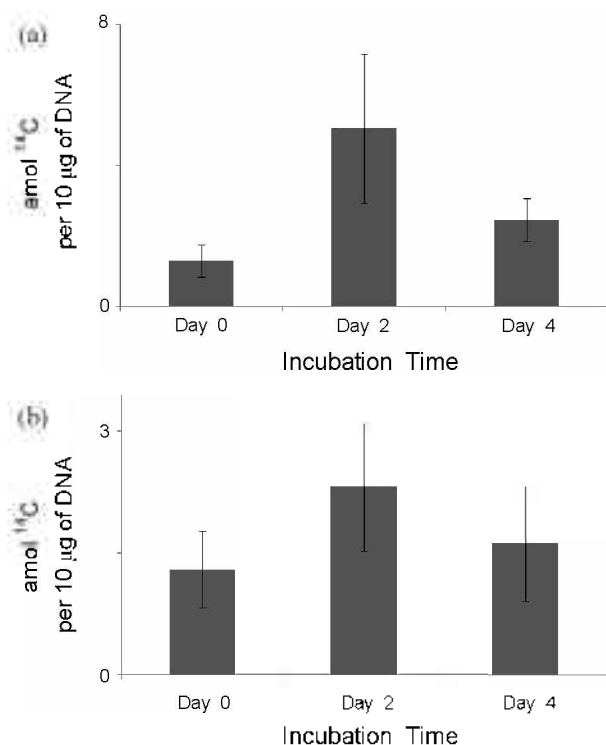 (a)
8
amol ¹⁴C
per 10 μg of DNA
0
Day 0
Day 2
Day 4
Incubation Time
(b)
3
amol ¹⁴C
per 10 μg of DNA
0
Day 0
Day 2
Day 4
Incubation Time